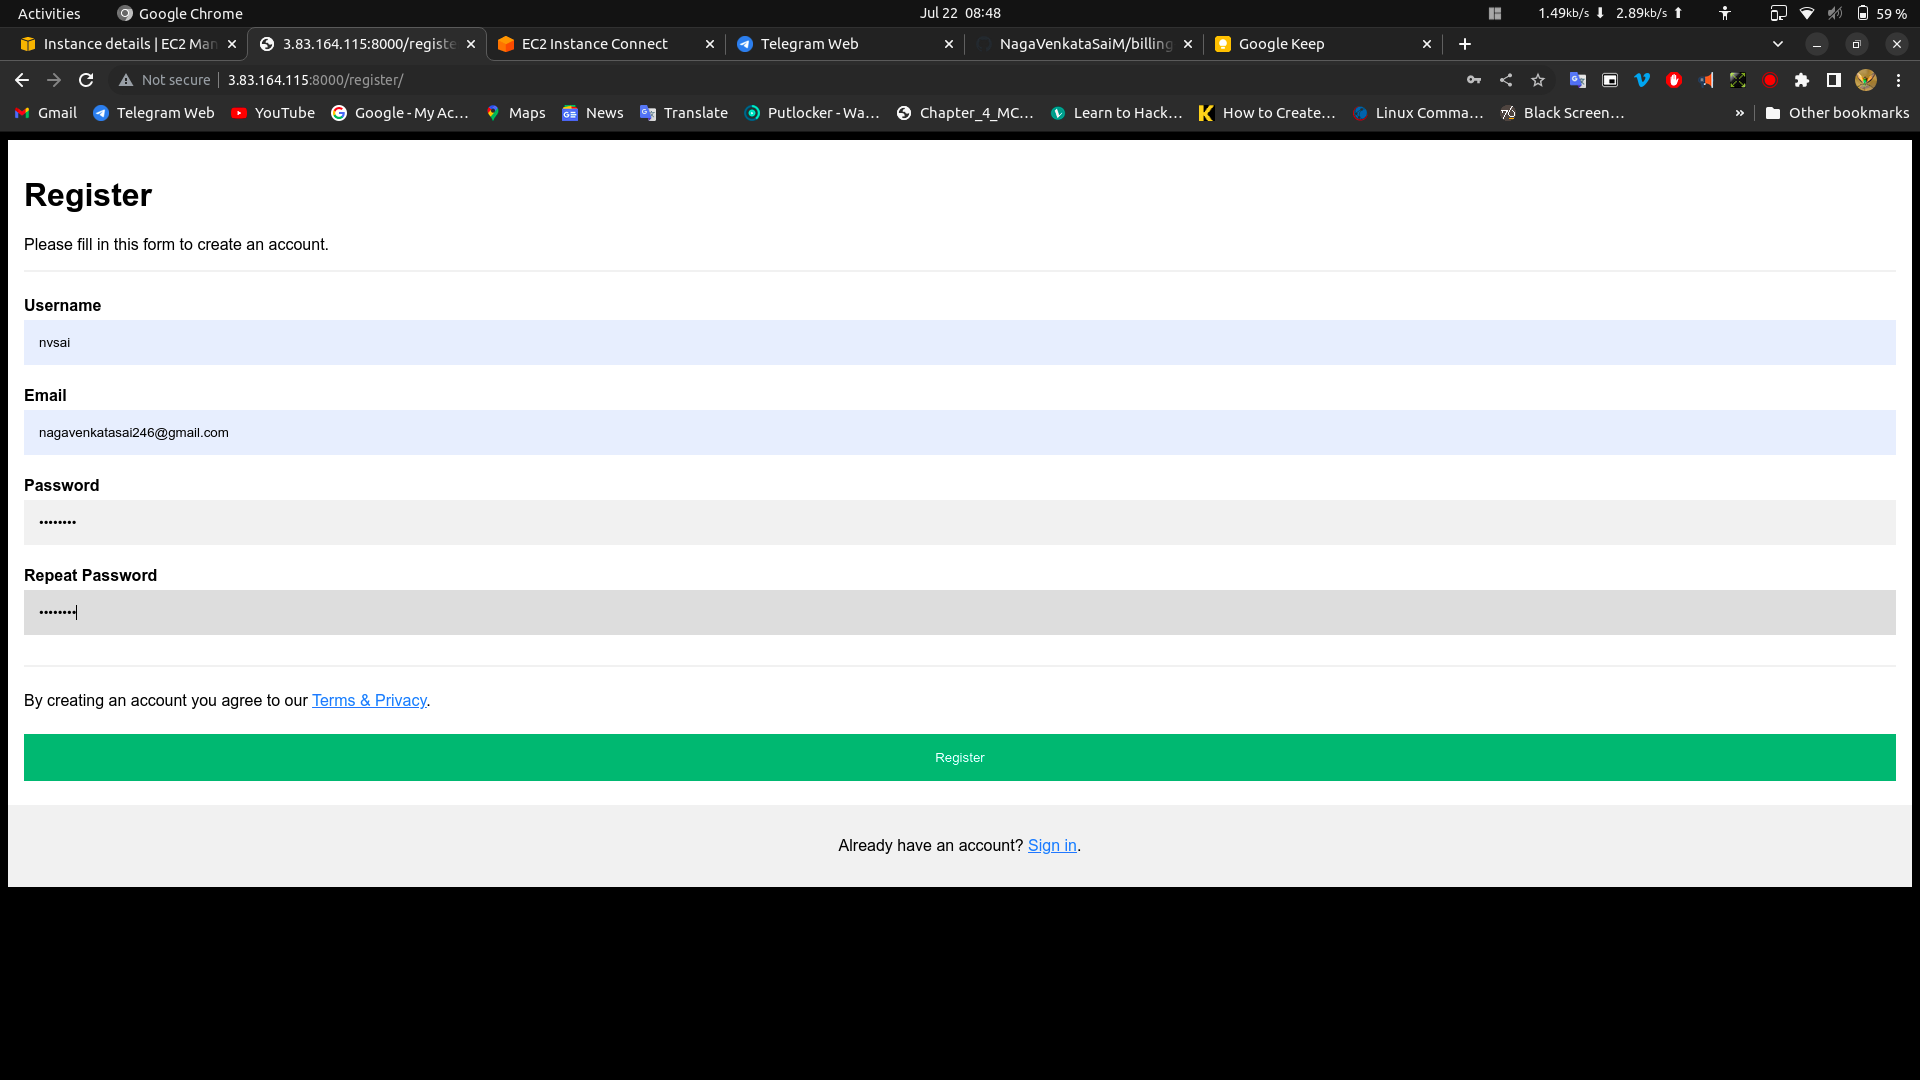 Activities Google Chrome Jul 22 08:48 1.49kb/s ⬇ 2.89kb/s ⬆ 59 %
Instance details | EC2 Man 3.83.164.115:8000/registe EC2 Instance Connect Telegram Web NagaVenkataSaiM/billing Google Keep
Not secure 3.83.164.115:8000/register/
Gmail Telegram Web YouTube Google - My Ac... Maps News Translate Putlocker - Wa... Chapter_4_MC... Learn to Hack... How to Create... Linux Comma... Black Screen... » Other bookmarks
Register
Please fill in this form to create an account.
Username
nvsai
Email
nagavenkatasai246@gmail.com
Password
••••••••
Repeat Password
••••••••
By creating an account you agree to our Terms & Privacy.
Register
Already have an account? Sign in.